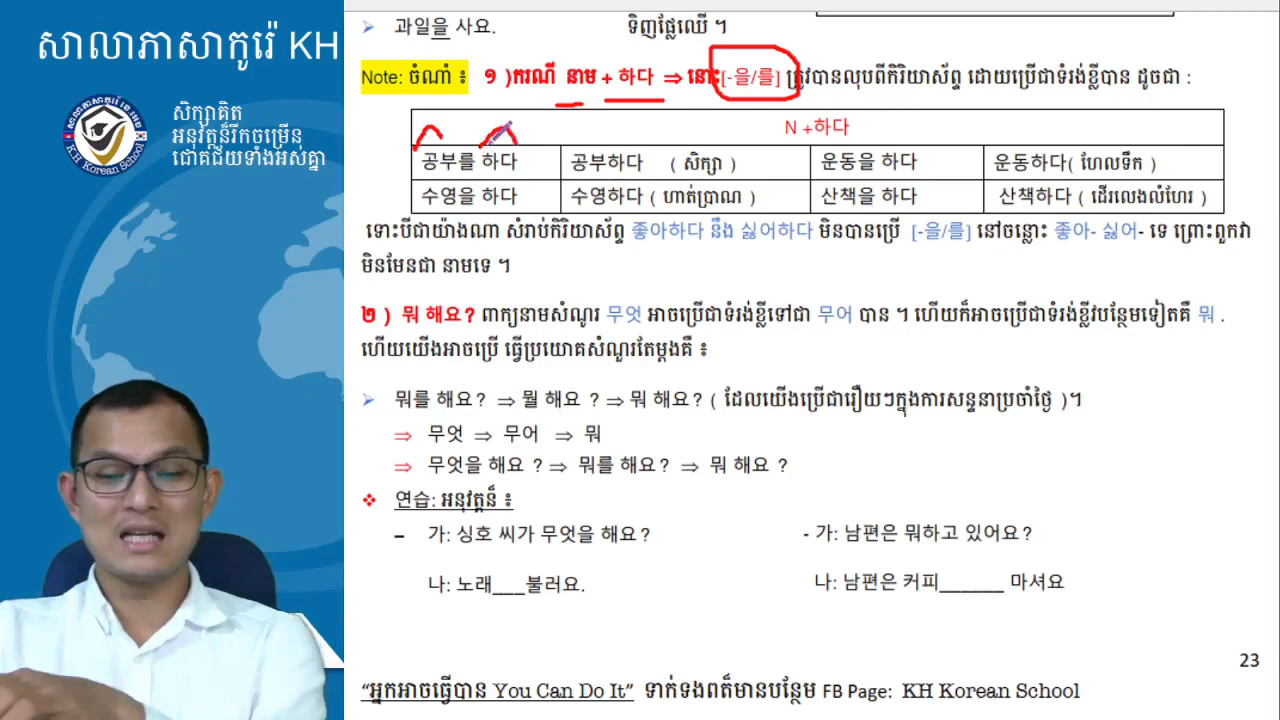 សាលាភាសាកូរ៉េ KH
សិក្សាគិត
អនុវត្តន៍រីកចម្រើន
ជោគជ័យទាំងអស់គ្នា
KH Korean School
➢ 과일을 사요. ទិញផ្លែឈើ ។
Note: ចំណាំ ៖ ១ )ករណី នាម + 하다 ⇒ នោះ[-을/를] ត្រូវបានលុបពីកិរិយាស័ព្ទ ដោយប្រើជាទំរង់ខ្លីបាន ដូចជា :
N +하다
공부를 하다 공부하다 ( សិក្សា ) 운동을 하다 운동하다( ហែលទឹក )
수영을 하다 수영하다 ( ហាត់ប្រាណ ) 산책을 하다 산책하다 ( ដើរលេងលំហែរ )
ទោះបីជាយ៉ាងណា សំរាប់កិរិយាស័ព្ទ 좋아하다 នឹង 싫어하다 មិនបានប្រើ [-을/를] នៅចន្លោះ 좋아- 싫어- ទេ ព្រោះពួកវា
មិនមែនជា នាមទេ ។
២ ) 뭐 해요? ពាក្យនាមសំណូរ 무엇 អាចប្រើជាទំរង់ខ្លីទៅជា 무어 បាន ។ ហើយក៏អាចប្រើជាទំរង់ខ្លីវបន្ថែមទៀតគឺ 뭐 .
ហើយយើងអាចប្រើ ធ្វើប្រយោគសំណួរតែម្តងគឺ ៖
➢ 뭐를 해요? ⇒ 뭘 해요 ? ⇒ 뭐 해요? ( ដែលយើងប្រើជារឿយៗក្នុងការសន្ទនាប្រចាំថ្ងៃ )។
⇒ 무엇 ⇒ 무어 ⇒ 뭐
⇒ 무엇을 해요 ? ⇒ 뭐를 해요? ⇒ 뭐 해요 ?
❖ 연습: អនុវត្តន៏ ៖
– 가: 싱호 씨가 무엇을 해요? - 가: 남편은 뭐하고 있어요?
나: 노래___불러요. 나: 남편은 커피______ 마셔요
23
“អ្នកអាចធ្វើបាន You Can Do It” ទាក់ទងពត៌មានបន្ថែម FB Page: KH Korean School